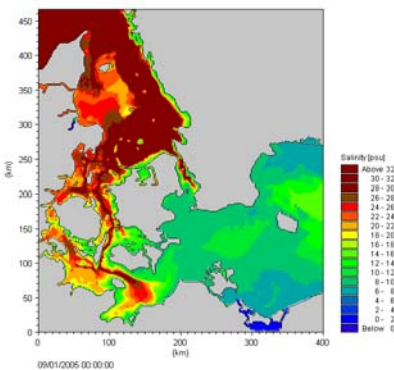 450
400
350
300
250
200
150
100
50
0
(km)
0 100 200 300 400
(km)
09/01/2005 00:00:00
Salinity [psu]
Above 32
30 - 32
28 - 30
26 - 28
24 - 26
22 - 24
20 - 22
18 - 20
16 - 18
14 - 16
12 - 14
10 - 12
8 - 10
6 - 8
4 - 6
2 - 4
0 - 2
Below 0